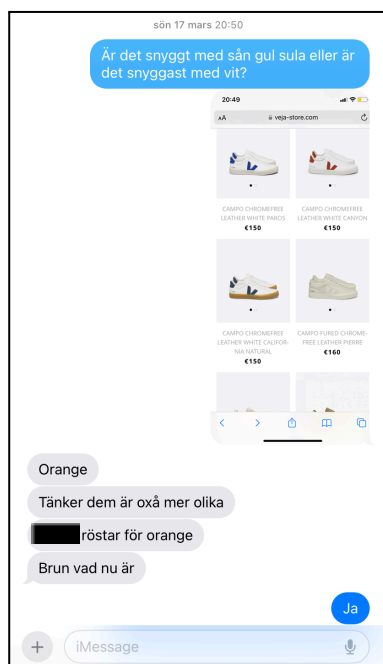 sön 17 mars 20:50
Är det snyggt med sån gul sula eller är
det snyggast med vit?
20:49
AA veja-store.com
CAMPO CHROMEFREE
LEATHER WHITE PAROS
€150
CAMPO CHROMEFREE
LEATHER WHITE CANYON
€150
CAMPO CHROMEFREE
LEATHER WHITE CALIFOR-
NIA NATURAL
€150
CAMPO FURED CHROME-
FREE LEATHER PIERRE
€160
Orange
Tänker dem är oxå mer olika
röstar för orange
Brun vad nu är
Ja
iMessage